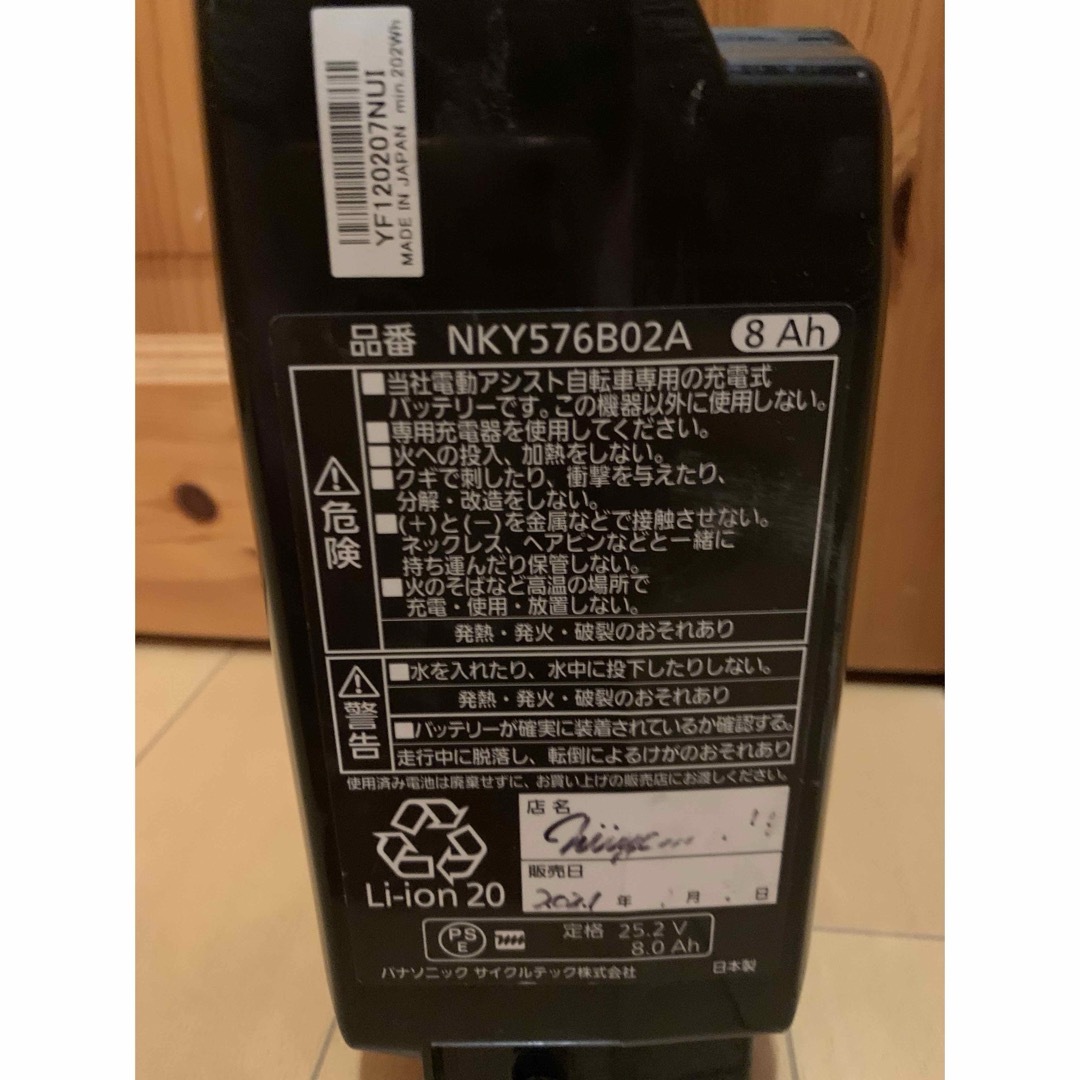 YF120207NUI
MADE IN JAPAN min.202Wh
品番 NKY576B02A 8 Ah
危険
■当社電動アシスト自転車専用の充電式
バッテリーです。この機器以外に使用しない。
■専用充電器を使用してください。
■火への投入、加熱をしない。
■クギで刺したり、衝撃を与えたり、
分解・改造をしない。
■(+)と(−)を金属などで接触させない。
ネックレス、ヘアピンなどと一緒に
持ち運んだり保管しない。
■火のそばなど高温の場所で
充電・使用・放置しない。
発熱・発火・破裂のおそれあり
警告
■水を入れたり、水中に投下したりしない。
発熱・発火・破裂のおそれあり
■バッテリーが確実に装着されているか確認する。
走行中に脱落し、転倒によるけがのおそれあり
使用済み電池は廃棄せずに、お買い上げの販売店にお渡しください。
店名
販売日
2021 年 月 日
Li-ion 20
PS
E
定格 25.2 V
8.0 Ah
パナソニック サイクルテック株式会社 日本製